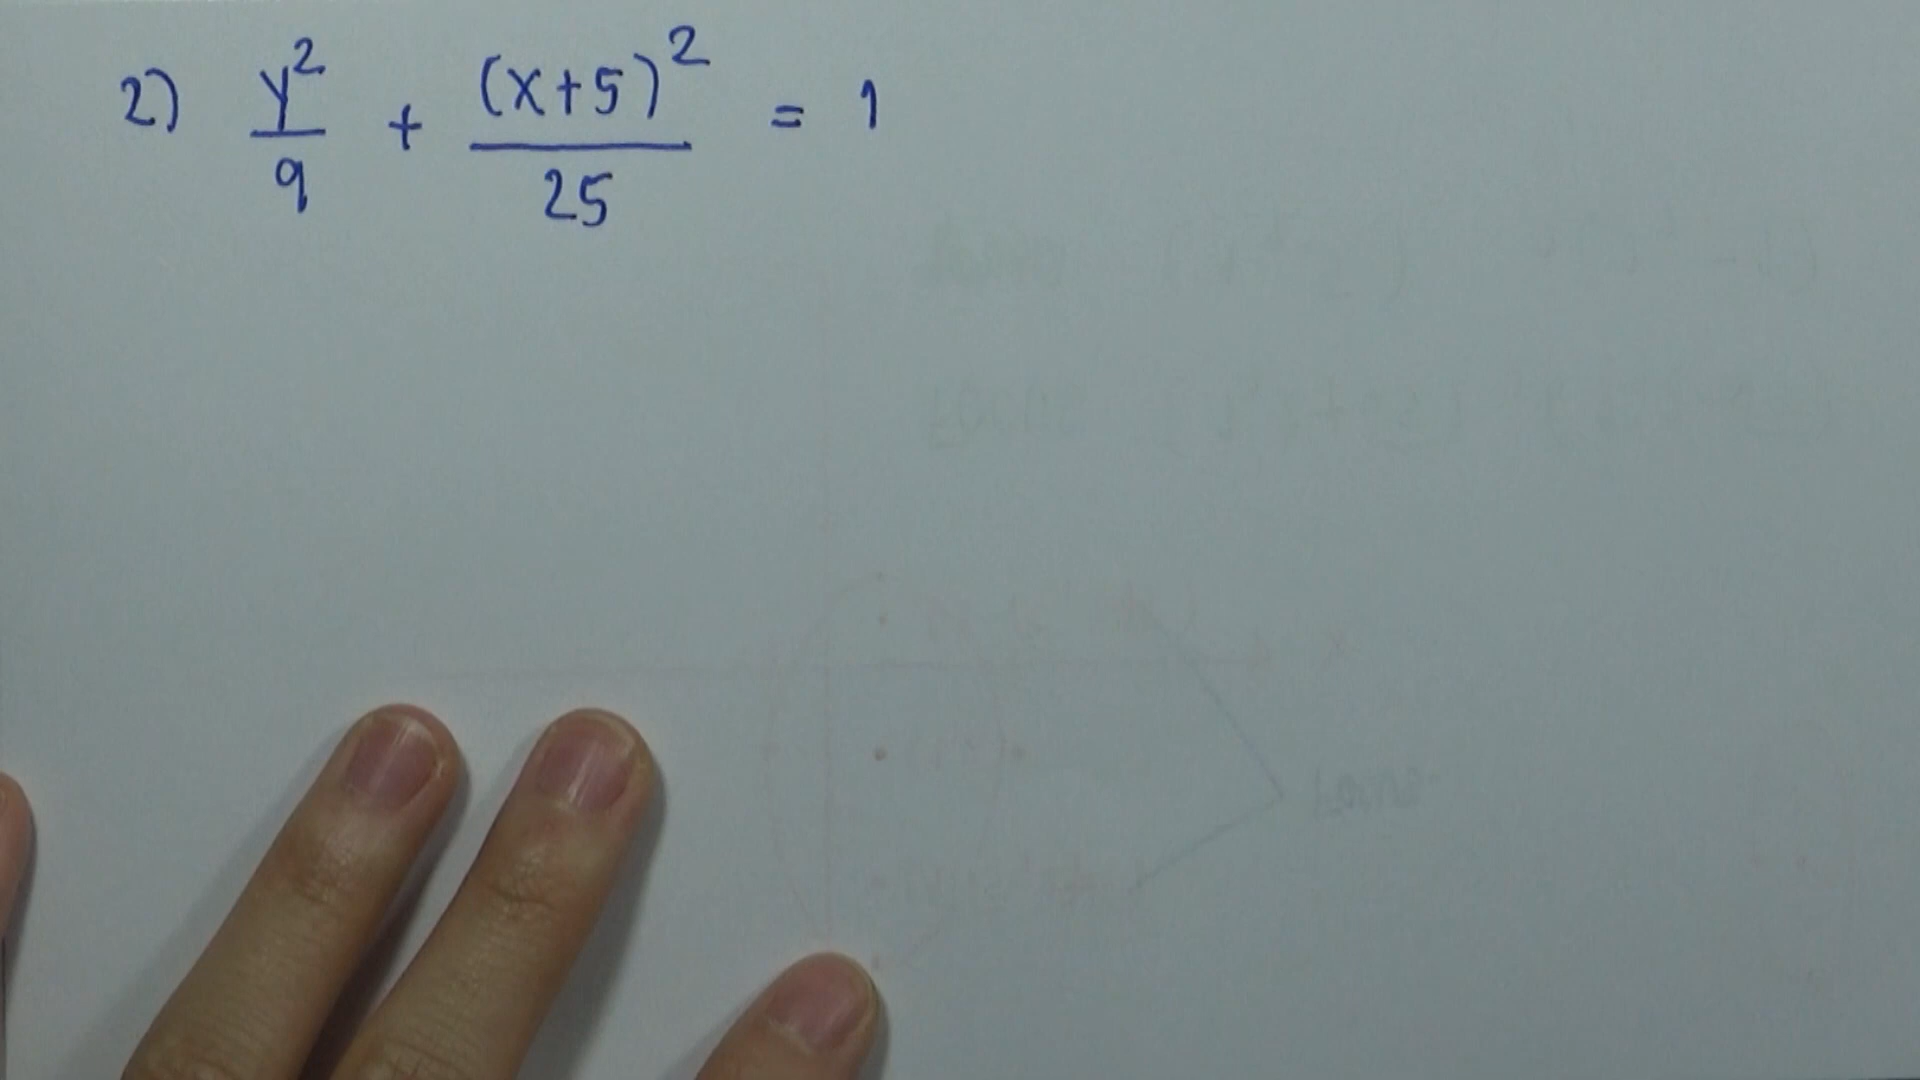 2) y²/9 + (x+5)²/25 = 1